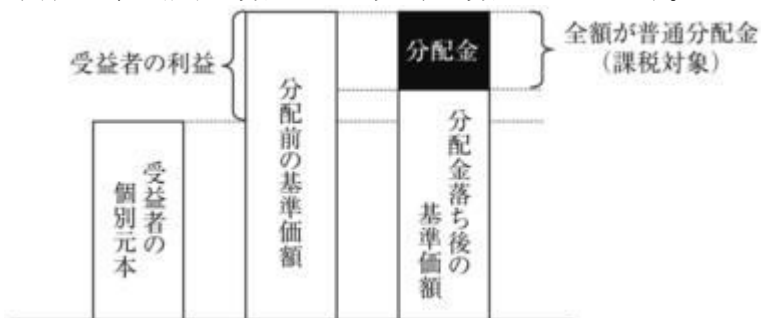 受益者の利益
分配金
全額が普通分配金
(課税対象)
受益者の
個別元本
分配前の基準価額
分配金落ち後の
基準価額